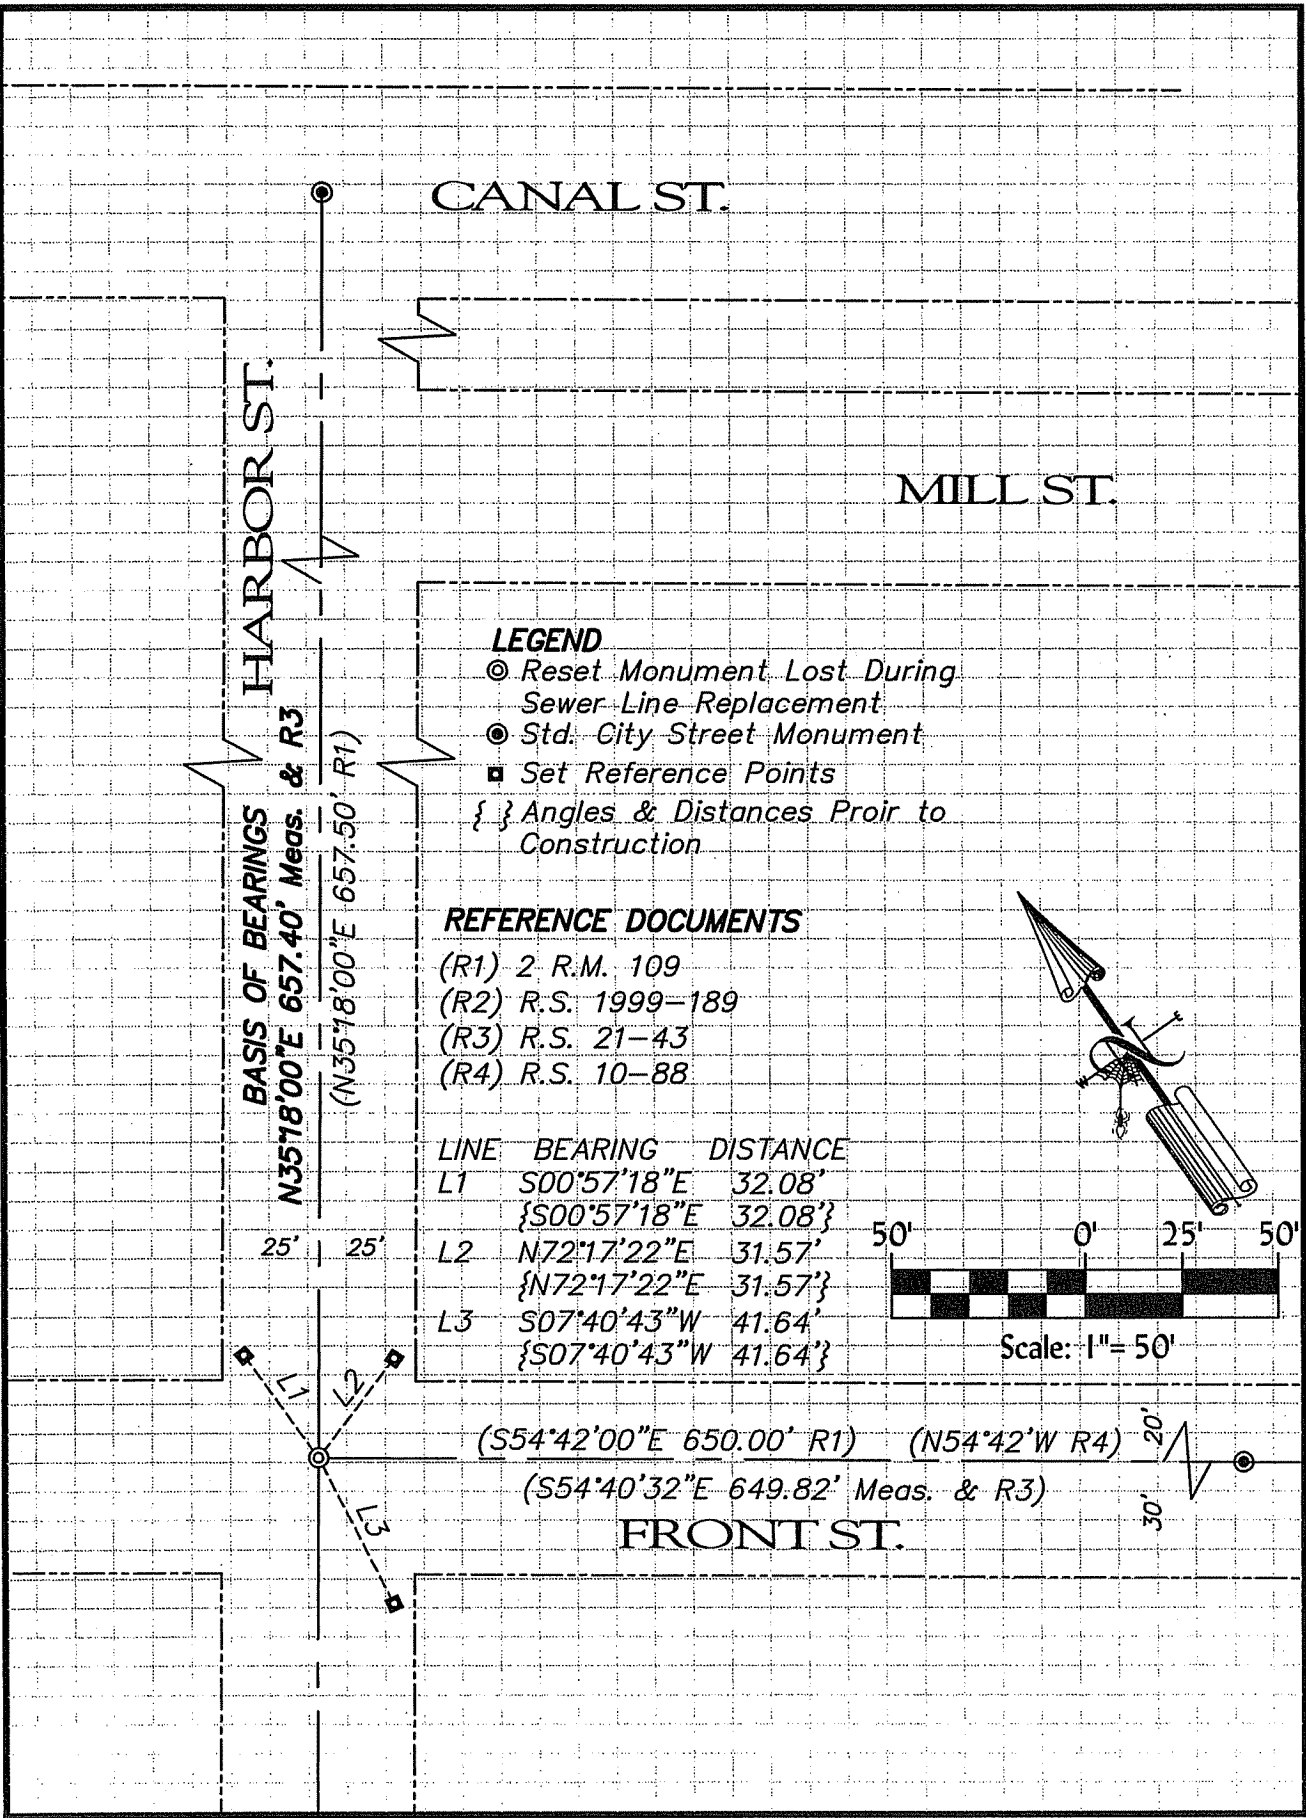 CANAL ST.
HARBOR ST.
MILL ST.
LEGEND
Reset Monument Lost During
Sewer Line Replacement
Std. City Street Monument
Set Reference Points
{ } Angles & Distances Proir to
Construction
BASIS OF BEARINGS
N35°18'00"E 657.40' Meas. & R3
(N35°18'00"E 657.50' R1)
REFERENCE DOCUMENTS
(R1) 2 R.M. 109
(R2) R.S. 1999-189
(R3) R.S. 21-43
(R4) R.S. 10-88
E
W
LINE BEARING DISTANCE
L1 S00°57'18"E 32.08'
{S00°57'18"E 32.08'}
L2 N72°17'22"E 31.57'
{N72°17'22"E 31.57'}
L3 S07°40'43"W 41.64'
{S07°40'43"W 41.64'}
25' 25'
50' 0' 25' 50'
Scale: 1"= 50'
L1
L2
L3
(S54°42'00"E 650.00' R1) (N54°42'W R4)
(S54°40'32"E 649.82' Meas. & R3)
20'
30'
FRONT ST.